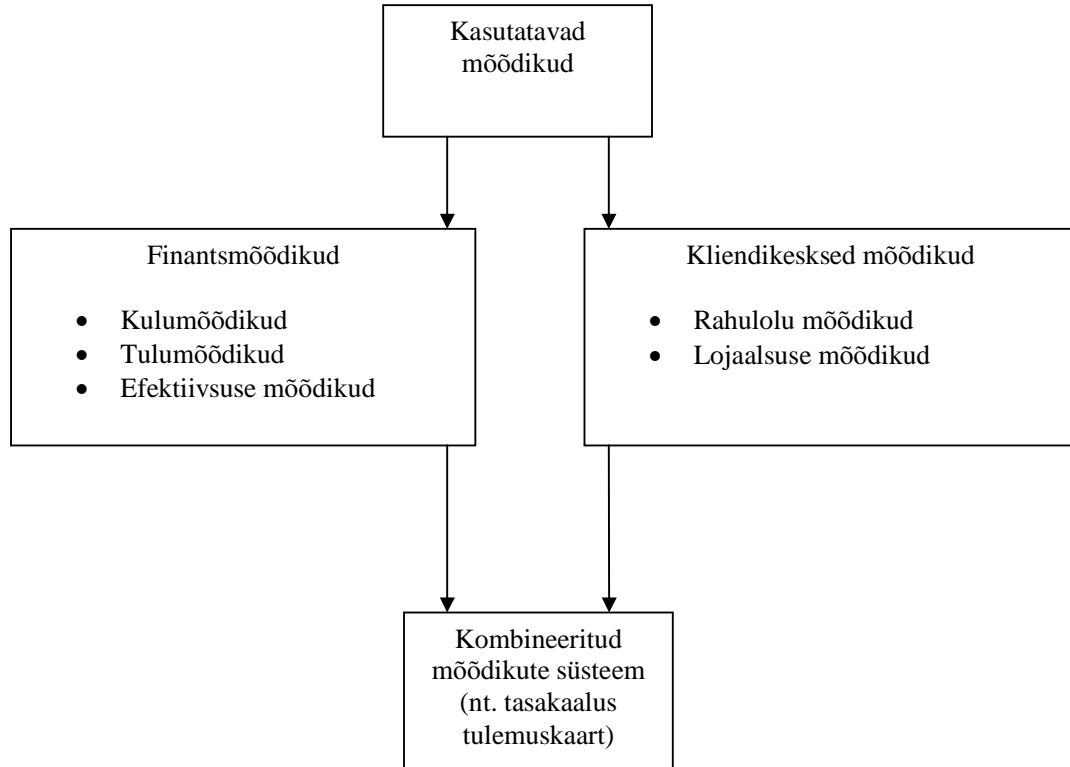 Kasutatavad
mõõdikud
Finantsmõõdikud
• Kulumõõdikud
• Tulumõõdikud
• Efektiivsuse mõõdikud
Kliendikesksed mõõdikud
• Rahulolu mõõdikud
• Lojaalsuse mõõdikud
Kombineeritud
mõõdikute süsteem
(nt. tasakaalus
tulemuskaart)